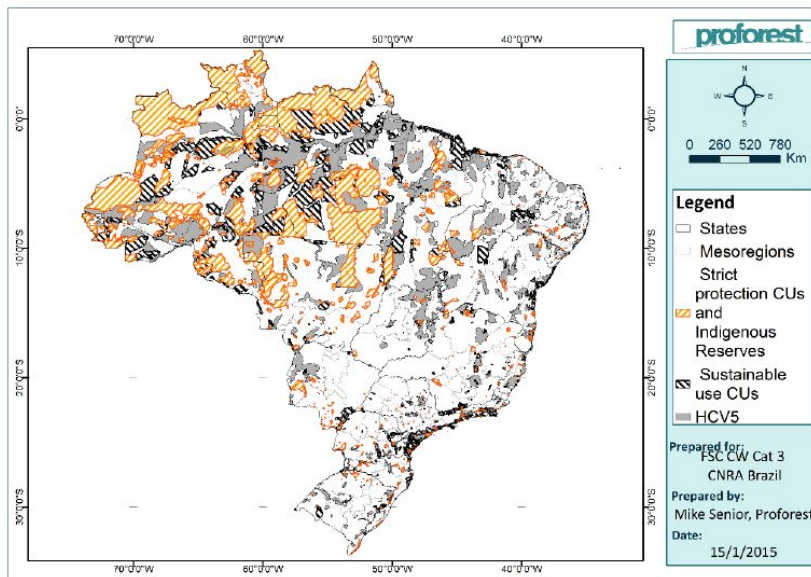 proforest
70°0'0"W 60°0'0"W 50°0'0"W 40°0'0"W
0°0'0"
10°0'0"S
20°0'0"S
30°0'0"S
0°0'0"
10°0'0"S
20°0'0"S
30°0'0"S
70°0'0"W 60°0'0"W 50°0'0"W 40°0'0"W
N
W E
S
0 260 520 780
Km
Legend
States
Mesoregions
Strict
protection CUs
and
Indigenous
Reserves
Sustainable
use CUs
HCV5
Prepared for:
FSC CW Cat 3
CNRA Brazil
Prepared by:
Mike Senior, Proforest
Date:
15/1/2015